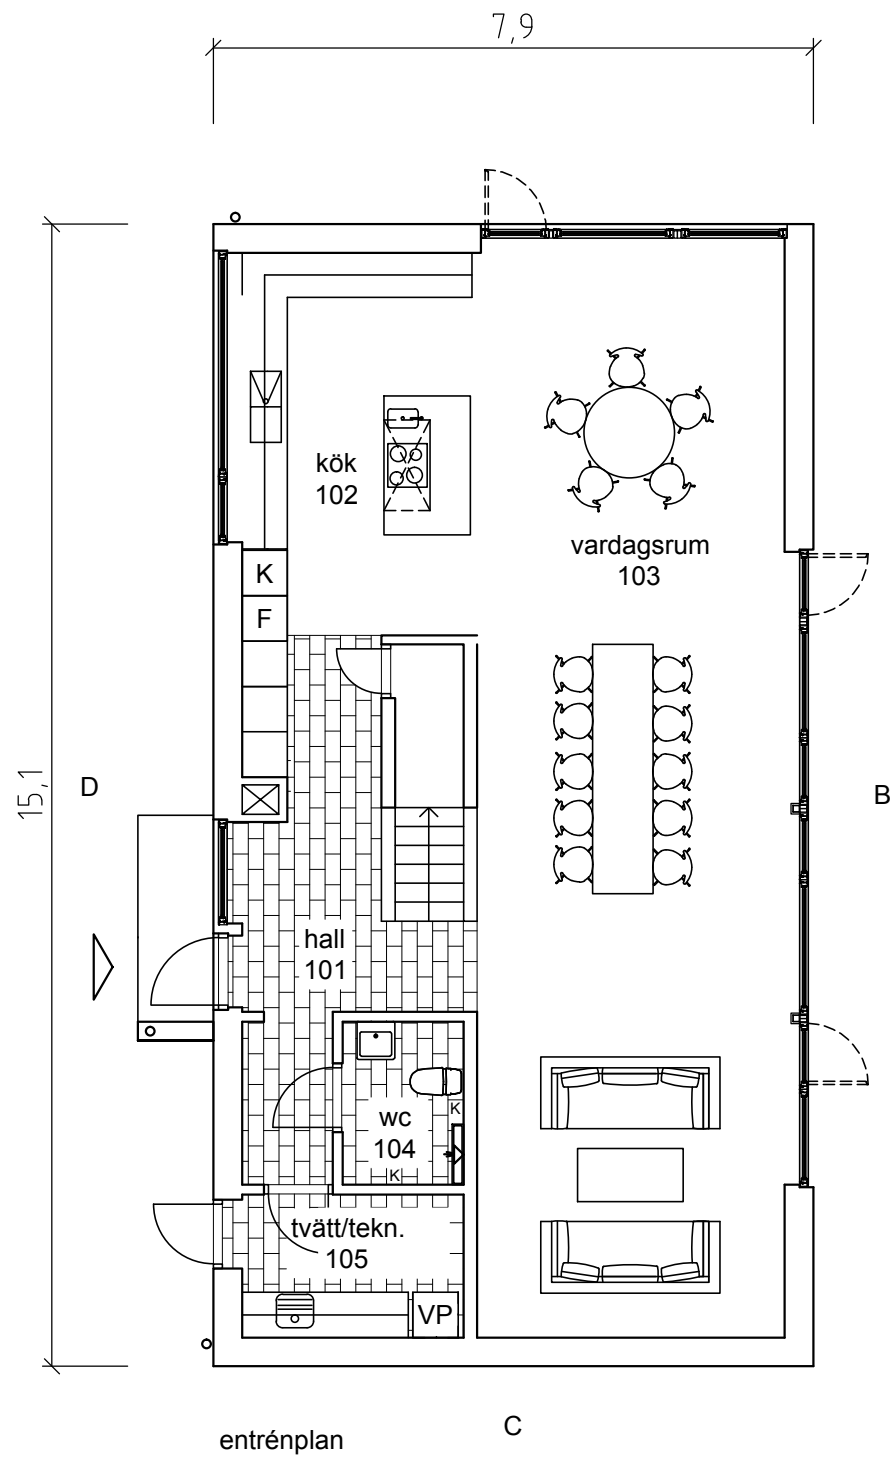 7,9
kök
102
vardagsrum
103
K
F
15,1
D
B
hall
101
K
wc
104
K
tvätt/tekn.
105
VP
C
entrénplan